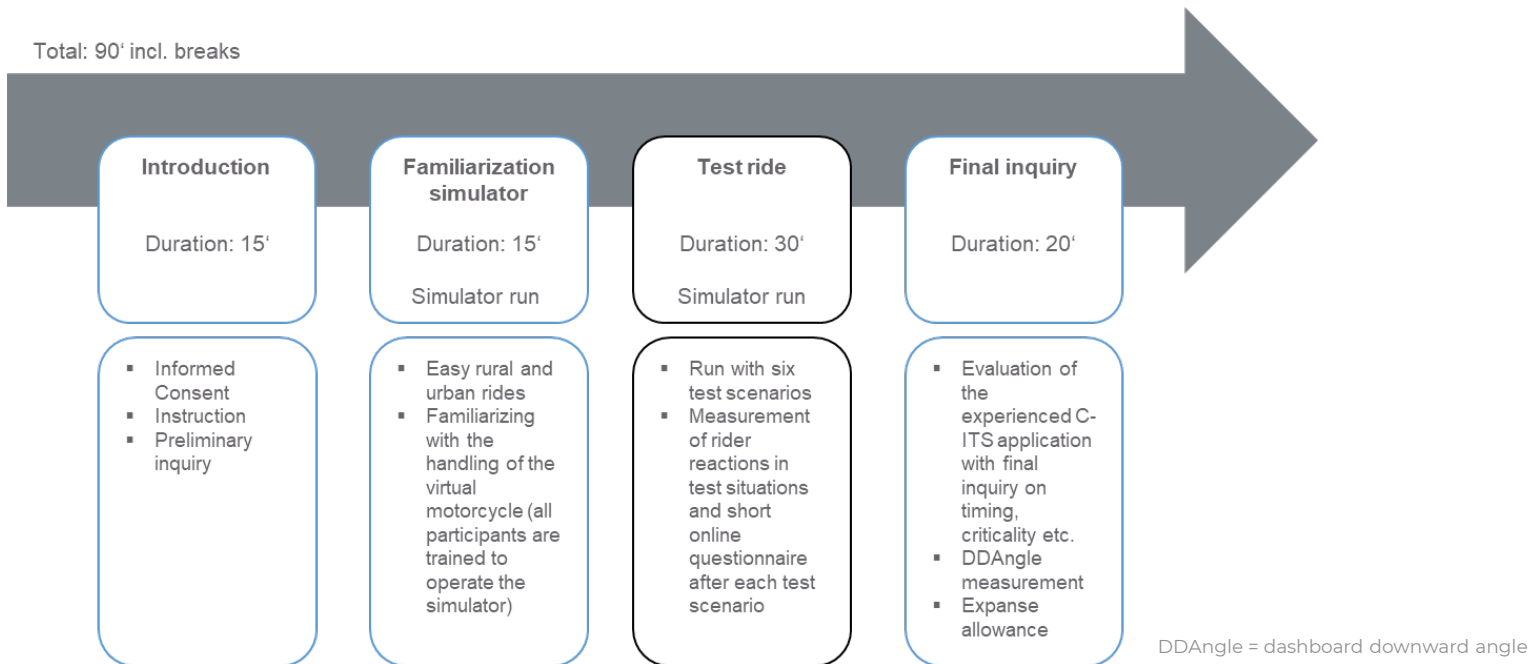 Total: 90‘ incl. breaks
Introduction
Duration: 15‘
Familiarization
simulator
Duration: 15‘
Simulator run
Test ride
Duration: 30‘
Simulator run
Final inquiry
Duration: 20‘
▪ Informed
Consent
▪ Instruction
▪ Preliminary
inquiry
▪ Easy rural and
urban rides
▪ Familiarizing
with the
handling of the
virtual
motorcycle (all
participants are
trained to
operate the
simulator)
▪ Run with six
test scenarios
▪ Measurement
of rider
reactions in
test situations
and short
online
questionnaire
after each test
scenario
▪ Evaluation of
the
experienced C-
ITS application
with final
inquiry on
timing,
criticality etc.
▪ DDAngle
measurement
▪ Expanse
allowance
DDAngle = dashboard downward angle